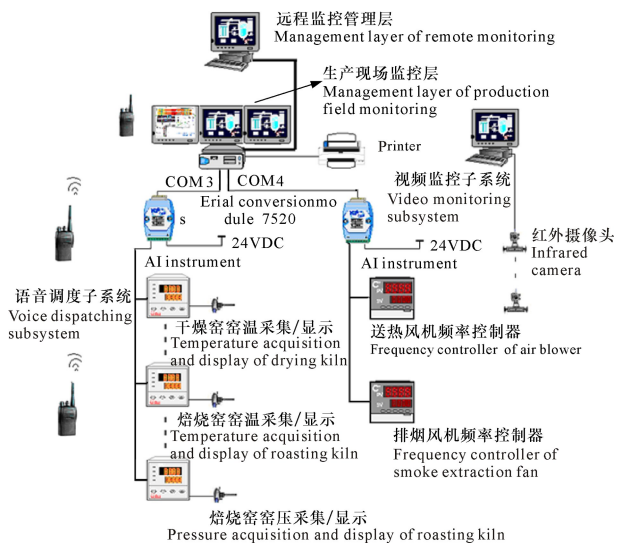 远程监控管理层
Management layer of remote monitoring
生产现场监控层
Management layer of production
field monitoring
Printer
COM3
COM4
视频监控子系统
Video monitoring
subsystem
Erial conversionmo
dule 7520
s
24VDC
24VDC
红外摄像头
Infrared
camera
AI instrument
AI instrument
语音调度子系统
Voice dispatching
subsystem
干燥窑窑温采集/显示
Temperature acquisition
and display of drying kiln
送热风机频率控制器
Frequency controller of air blower
焙烧窑窑温采集/显示
Temperature acquisition
and display of roasting kiln
排烟风机频率控制器
Frequency controller of
smoke extraction fan
焙烧窑窑压采集/显示
Pressure acquisition and display of roasting kiln